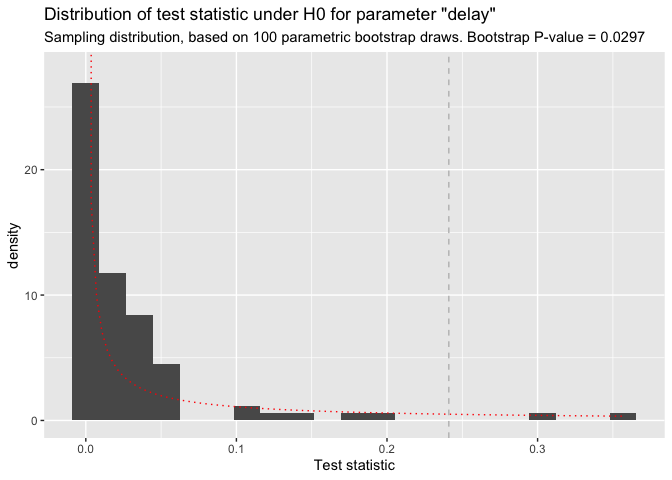 Distribution of test statistic under H0 for parameter "delay"
Sampling distribution, based on 100 parametric bootstrap draws. Bootstrap P-value = 0.0297
density
20
10
0
0.0 0.1 0.2 0.3
Test statistic